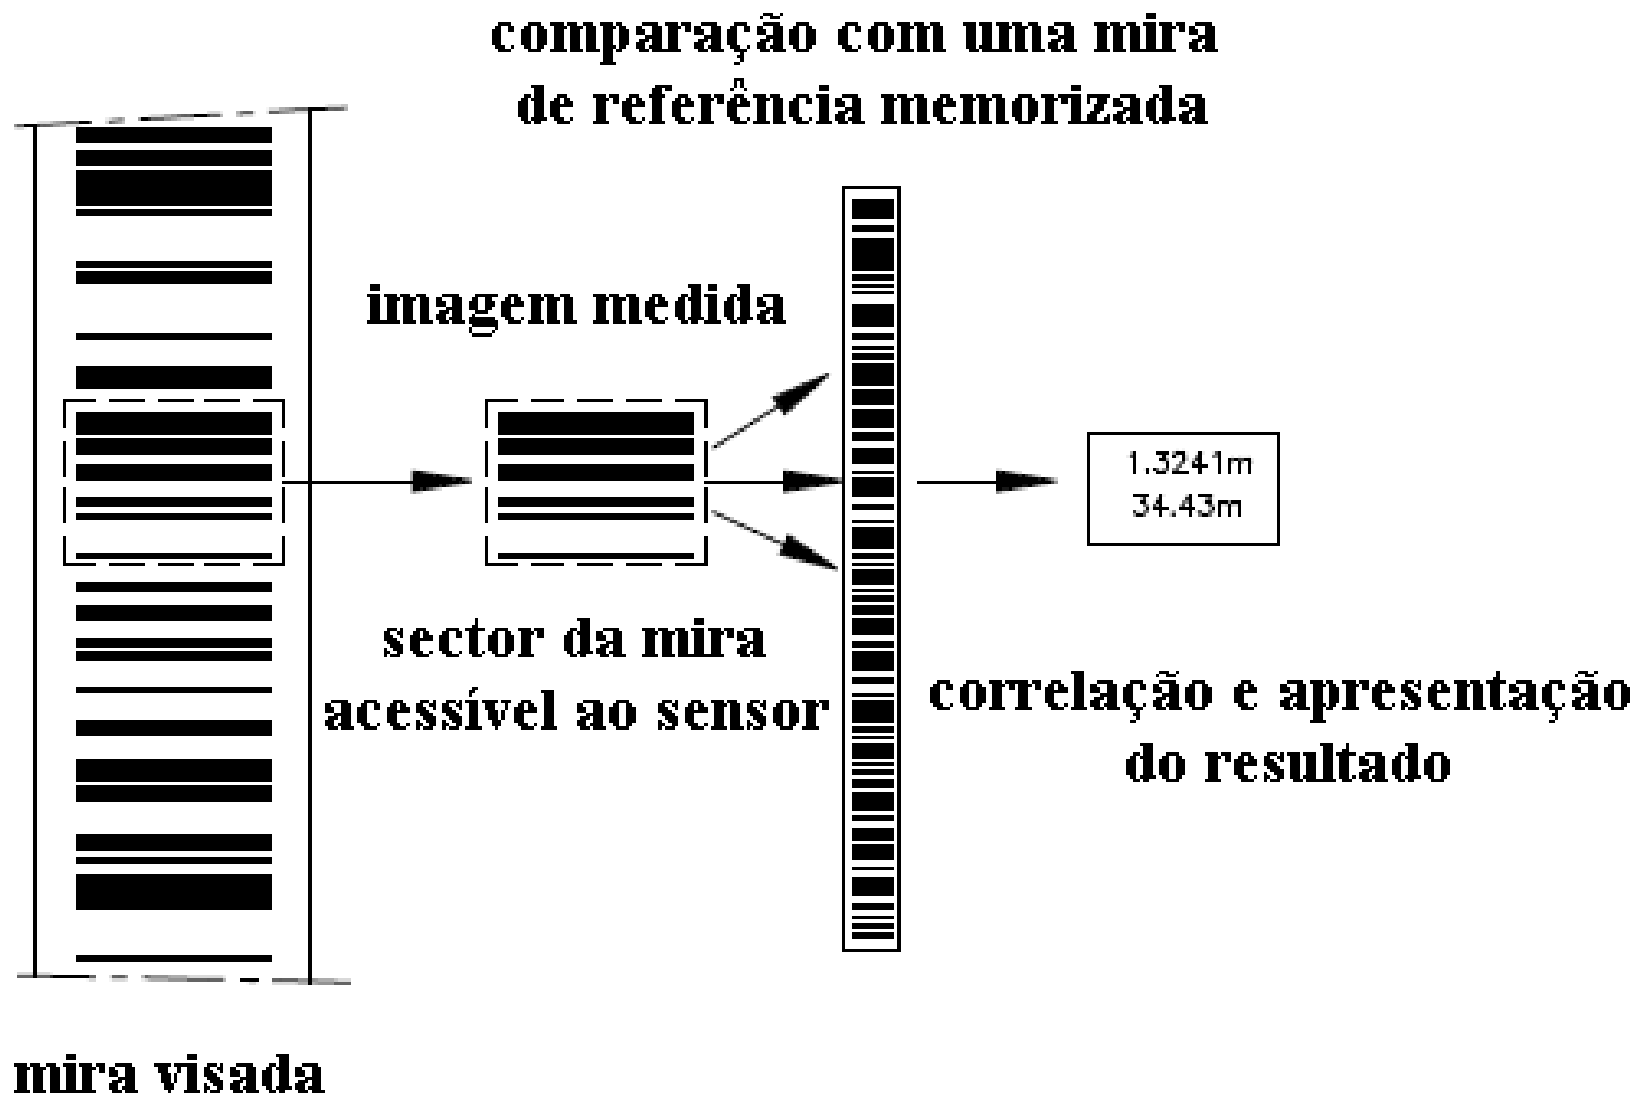 comparação com uma mira
de referência memorizada
imagem medida
1.3241m
34.43m
sector da mira
acessível ao sensor
correlação e apresentação
do resultado
mira visada